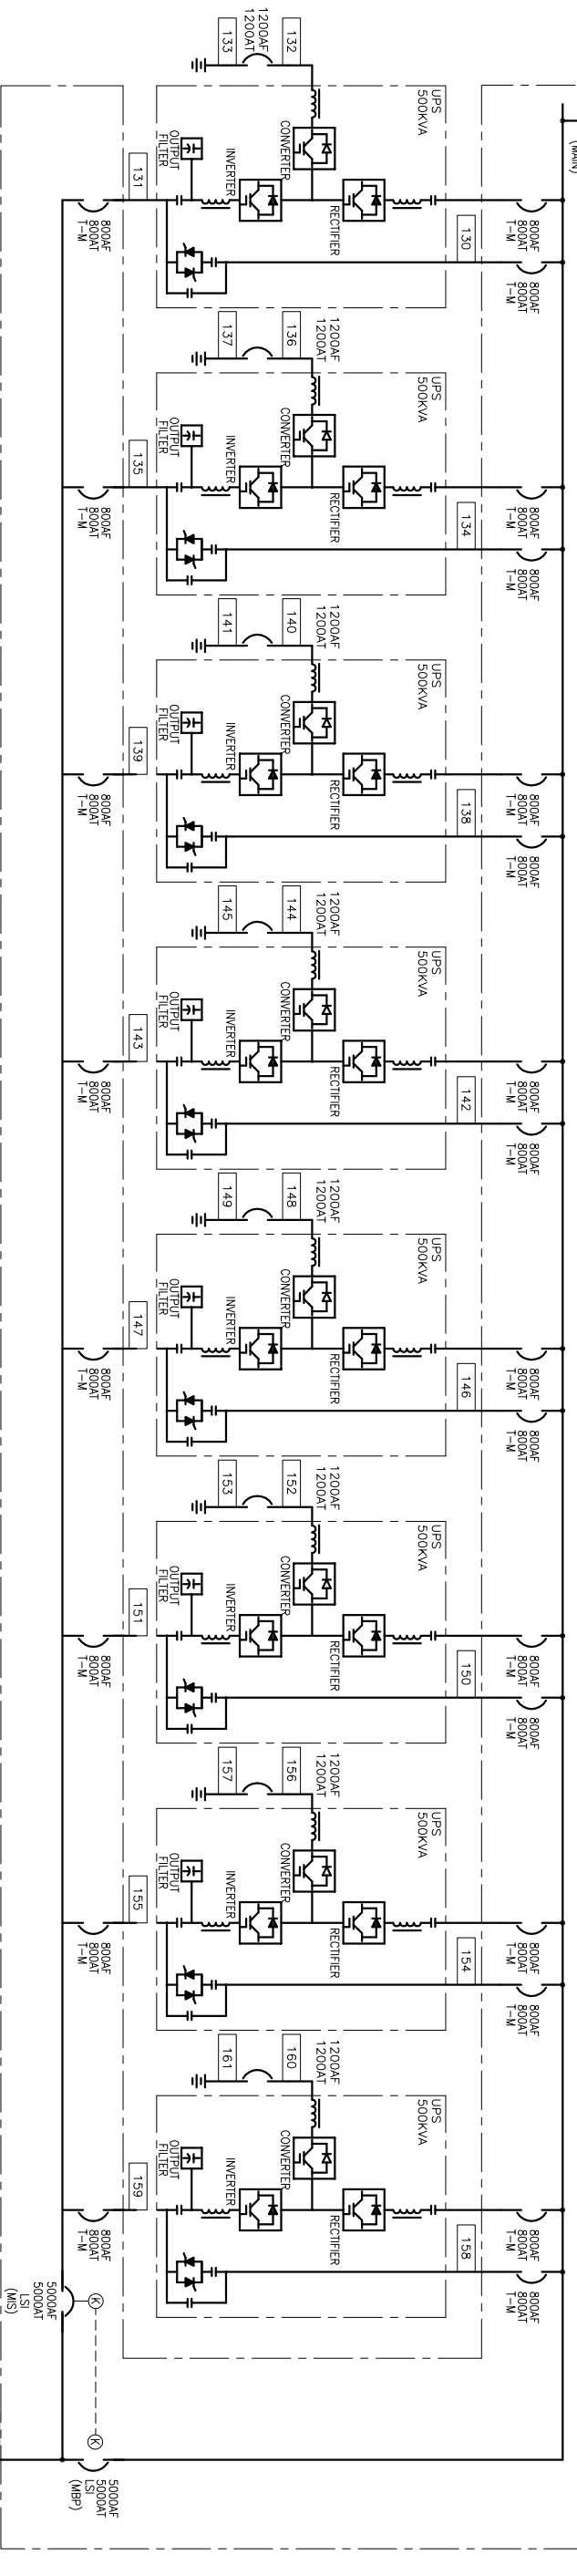 (MAIN)
800AF
800AT
T-M
800AF
800AT
T-M
130
UPS
500KVA
1200AF
1200AT
132
133
CONVERTER
RECTIFIER
INVERTER
OUTPUT
FILTER
131
800AF
800AT
T-M
800AF
800AT
T-M
800AF
800AT
T-M
134
UPS
500KVA
1200AF
1200AT
136
137
CONVERTER
RECTIFIER
INVERTER
OUTPUT
FILTER
135
800AF
800AT
T-M
800AF
800AT
T-M
800AF
800AT
T-M
138
UPS
500KVA
1200AF
1200AT
140
141
CONVERTER
RECTIFIER
INVERTER
OUTPUT
FILTER
139
800AF
800AT
T-M
800AF
800AT
T-M
800AF
800AT
T-M
142
UPS
500KVA
1200AF
1200AT
144
145
CONVERTER
RECTIFIER
INVERTER
OUTPUT
FILTER
143
800AF
800AT
T-M
800AF
800AT
T-M
800AF
800AT
T-M
146
UPS
500KVA
1200AF
1200AT
148
149
CONVERTER
RECTIFIER
INVERTER
OUTPUT
FILTER
147
800AF
800AT
T-M
800AF
800AT
T-M
800AF
800AT
T-M
150
UPS
500KVA
1200AF
1200AT
152
153
CONVERTER
RECTIFIER
INVERTER
OUTPUT
FILTER
151
800AF
800AT
T-M
800AF
800AT
T-M
800AF
800AT
T-M
154
UPS
500KVA
1200AF
1200AT
156
157
CONVERTER
RECTIFIER
INVERTER
OUTPUT
FILTER
155
800AF
800AT
T-M
800AF
800AT
T-M
800AF
800AT
T-M
158
UPS
500KVA
1200AF
1200AT
160
161
CONVERTER
RECTIFIER
INVERTER
OUTPUT
FILTER
159
800AF
800AT
T-M
K
5000AF
5000AT
LSI
(MIS)
K
5000AF
5000AT
LSI
(MBP)